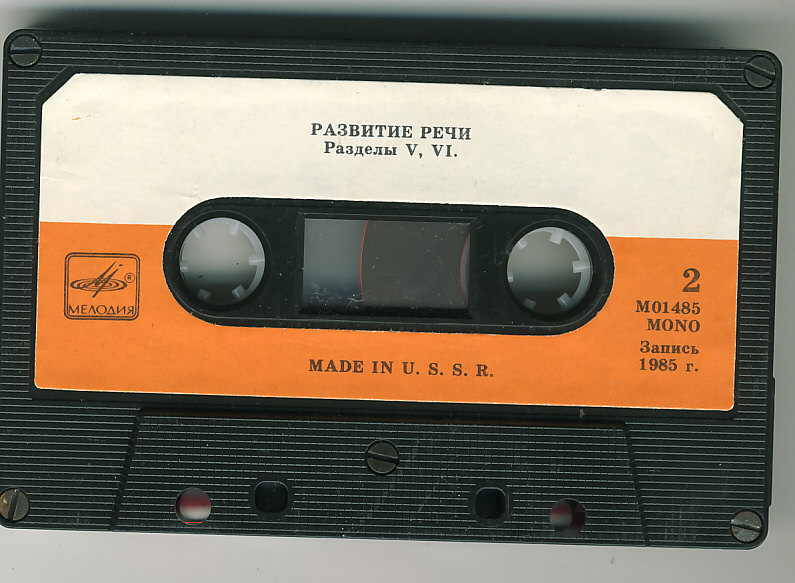 РАЗВИТИЕ РЕЧИ
Разделы V, VI.
®
МЕЛОДИЯ
2
М01485
MONO
Запись
1985 г.
MADE IN U. S. S. R.